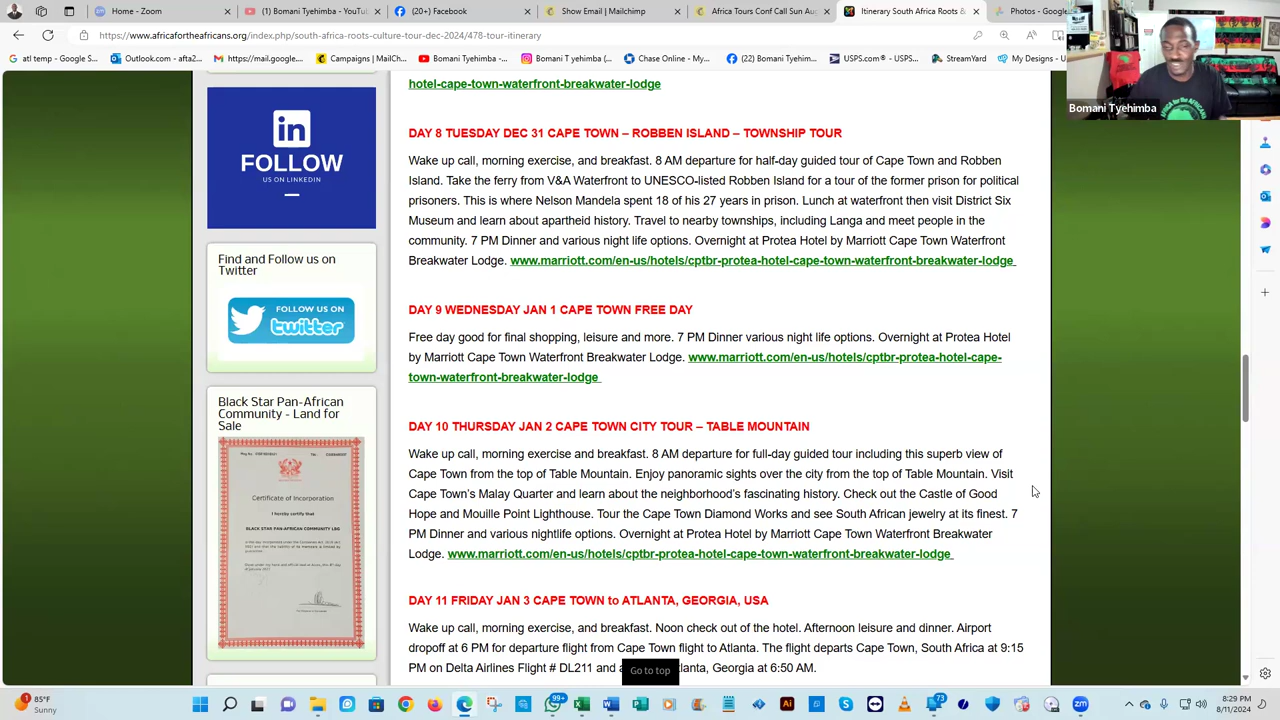 Home - Zoom
Bomani Tyehimba - YouTu
(20+) Facebook
Show Email | Mailchimp
Africa Tours Conf Call Sun Au
Itinerary South Africa Roots &
Photos - Google
https://www.africafortheafricans.org/index.php/south-africa-roots-
atl temp - Google S...
Outlook.com - afta2...
https://mail.google...
Campaigns | MailCh...
Bomani Tyehimba -...
Bomani T yehimba (...
Chase Online - My...
(22) Bomani Tyehim...
USPS.com® - USPS...
StreamYard
My Designs - U
Bomani Tyehimba
hotel-cape-town-waterfront-breakwater-lodge
in
FOLLOW
US ON LINKEDIN
DAY 8 TUESDAY DEC 31 CAPE TOWN – ROBBEN ISLAND – TOWNSHIP TOUR
Wake up call, morning exercise, and breakfast. 8 AM departure for half-day guided tour of Cape Town and Robben
Island. Take the ferry from V&A Waterfront to UNESCO-listed Robben Island for a tour of the former prison for political
prisoners. This is where Nelson Mandela spent 18 of his 27 years in prison. Lunch at waterfront then visit District Six
Museum and learn about apartheid history. Travel to nearby townships, including Langa and meet people in the
community. 7 PM Dinner and various night life options. Overnight at Protea Hotel by Marriott Cape Town Waterfront
Breakwater Lodge. www.marriott.com/en-us/hotels/cptbr-protea-hotel-cape-town-waterfront-breakwater-lodge
Find and Follow us on
Twitter
FOLLOW US ON
twitter
DAY 9 WEDNESDAY JAN 1 CAPE TOWN FREE DAY
Free day good for final shopping, leisure and more. 7 PM Dinner various night life options. Overnight at Protea Hotel
by Marriott Cape Town Waterfront Breakwater Lodge. www.marriott.com/en-us/hotels/cptbr-protea-hotel-cape-
town-waterfront-breakwater-lodge
Black Star Pan-African
Community - Land for
Sale
Certificate of Incorporation
I hereby certify that
BLACK STAR PAN-AFRICAN COMMUNITY LBG
DAY 10 THURSDAY JAN 2 CAPE TOWN CITY TOUR – TABLE MOUNTAIN
Wake up call, morning exercise and breakfast. 8 AM departure for full-day guided tour including this superb view of
Cape Town from the top of Table Mountain. Enjoy panoramic sights over the city from the top of Table Mountain. Visit
Cape Town's Malay Quarter and learn about the neighborhood's fascinating history. Check out the Castle of Good
Hope and Mouille Point Lighthouse. Tour the Cape Town Diamond Works and see South African jewelry at its finest. 7
PM Dinner and various nightlife options. Overnight at Protea Hotel by Marriott Cape Town Waterfront Breakwater
Lodge. www.marriott.com/en-us/hotels/cptbr-protea-hotel-cape-town-waterfront-breakwater-lodge
DAY 11 FRIDAY JAN 3 CAPE TOWN to ATLANTA, GEORGIA, USA
Wake up call, morning exercise, and breakfast. Noon check out of the hotel. Afternoon leisure and dinner. Airport
dropoff at 6 PM for departure flight from Cape Town flight to Atlanta. The flight departs Cape Town, South Africa at 9:15
PM on Delta Airlines Flight # DL211 and a lanta, Georgia at 6:50 AM.
Go to top
85°F
Sunny
99+
73
8:29 PM
8/11/2024